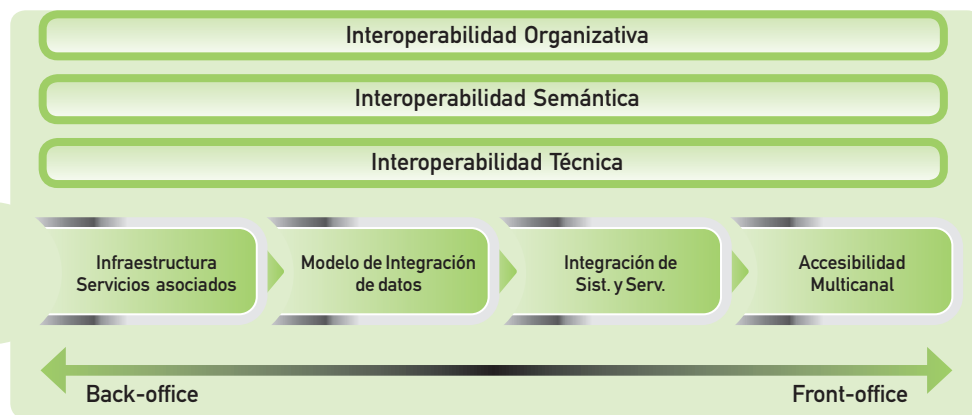 Interoperabilidad Organizativa
Interoperabilidad Semántica
Interoperabilidad Técnica
Infraestructura
Servicios asociados
Modelo de Integración
de datos
Integración de
Sist. y Serv.
Accesibilidad
Multicanal
Back-office
Front-office